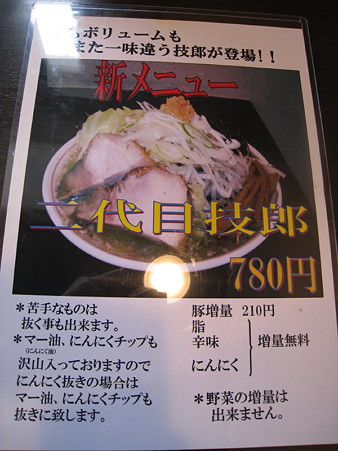 ボリュームも
また一味違う技郎が登場！！
新メニュー
二代目技郎
780円
＊苦手なものは
抜く事も出来ます。
＊マー油、にんにくチップも
(にんにく油)
沢山入っておりますので
にんにく抜きの場合は
マー油、にんにくチップも
抜きに致します。
豚増量 210円
脂
辛味 増量無料
にんにく
＊野菜の増量は
出来ません。